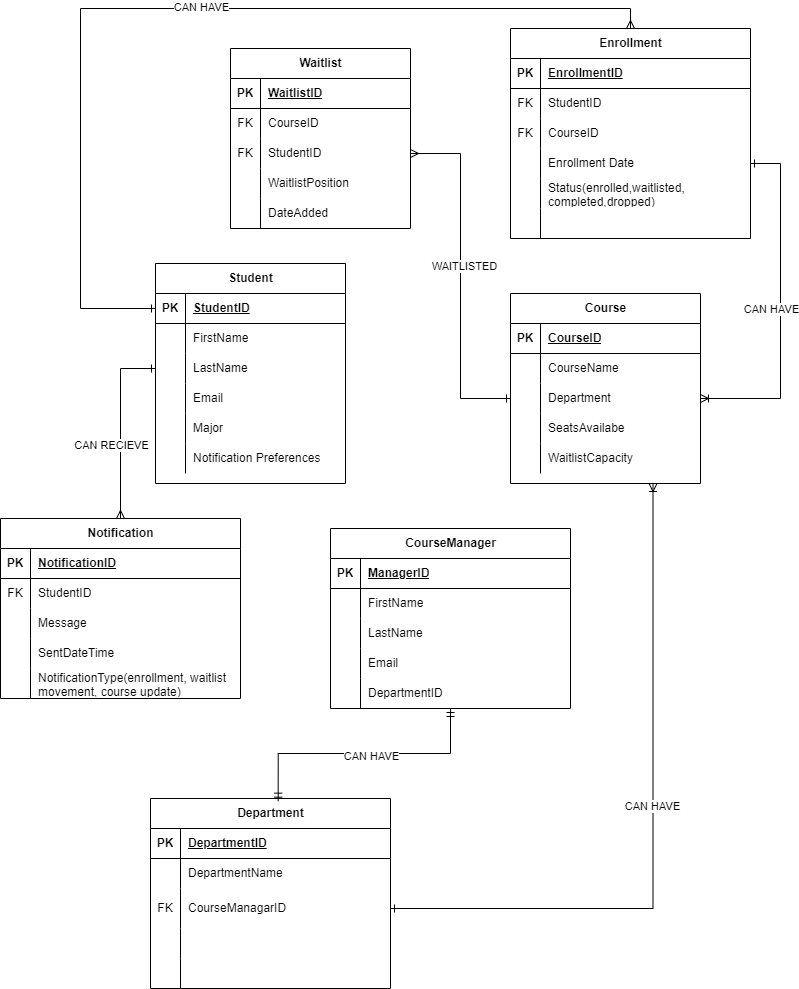 CAN HAVE
Enrollment
PK EnrollmentID
FK StudentID
FK CourseID
Enrollment Date
Status(enrolled,waitlisted,
completed,dropped)
Waitlist
PK WaitlistID
FK CourseID
FK StudentID
WaitlistPosition
DateAdded
WAITLISTED
CAN HAVE
Student
PK StudentID
FirstName
LastName
Email
Major
Notification Preferences
Course
PK CourseID
CourseName
Department
SeatsAvailabe
WaitlistCapacity
CAN RECIEVE
Notification
PK NotificationID
FK StudentID
Message
SentDateTime
NotificationType(enrollment, waitlist
movement, course update)
CourseManager
PK ManagerID
FirstName
LastName
Email
DepartmentID
CAN HAVE
CAN HAVE
Department
PK DepartmentID
DepartmentName
FK CourseManagarID